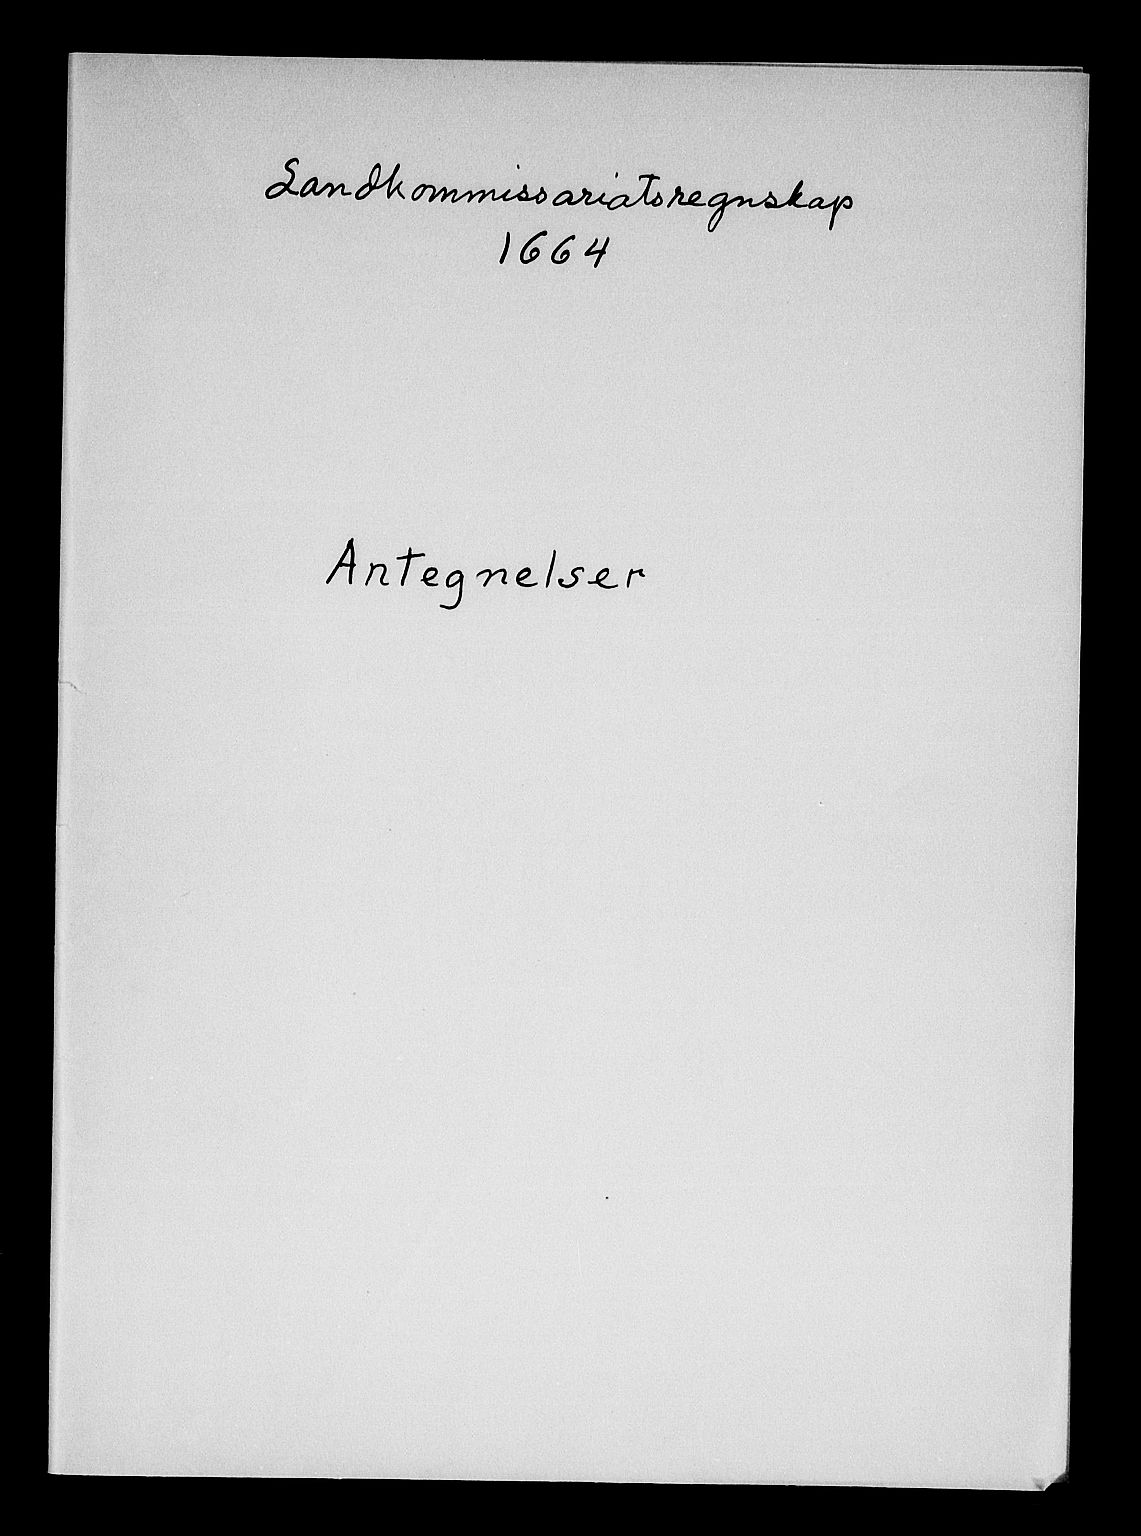 Landkommissariatsregnskap
1664
Antegnelser